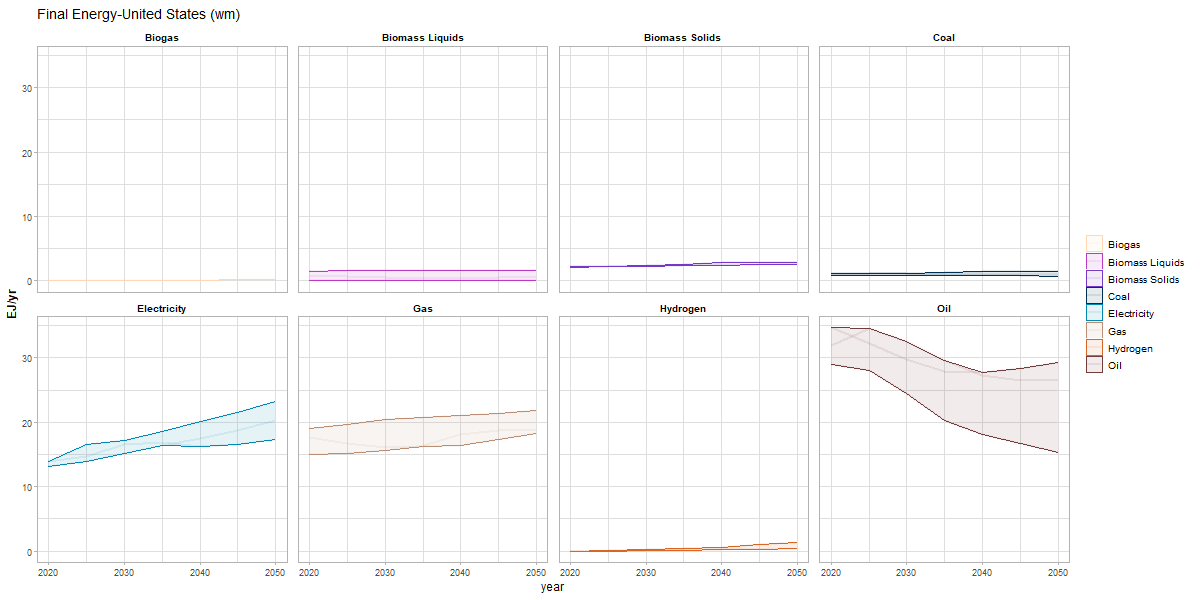 Final Energy-United States (wm)
Biogas
Biomass Liquids
Biomass Solids
Coal
30
20
10
0
Electricity
Gas
Hydrogen
Oil
30
20
10
0
2020 2030 2040 2050
2020 2030 2040 2050
2020 2030 2040 2050
2020 2030 2040 2050
year
EJ/yr
Biogas
Biomass Liquids
Biomass Solids
Coal
Electricity
Gas
Hydrogen
Oil